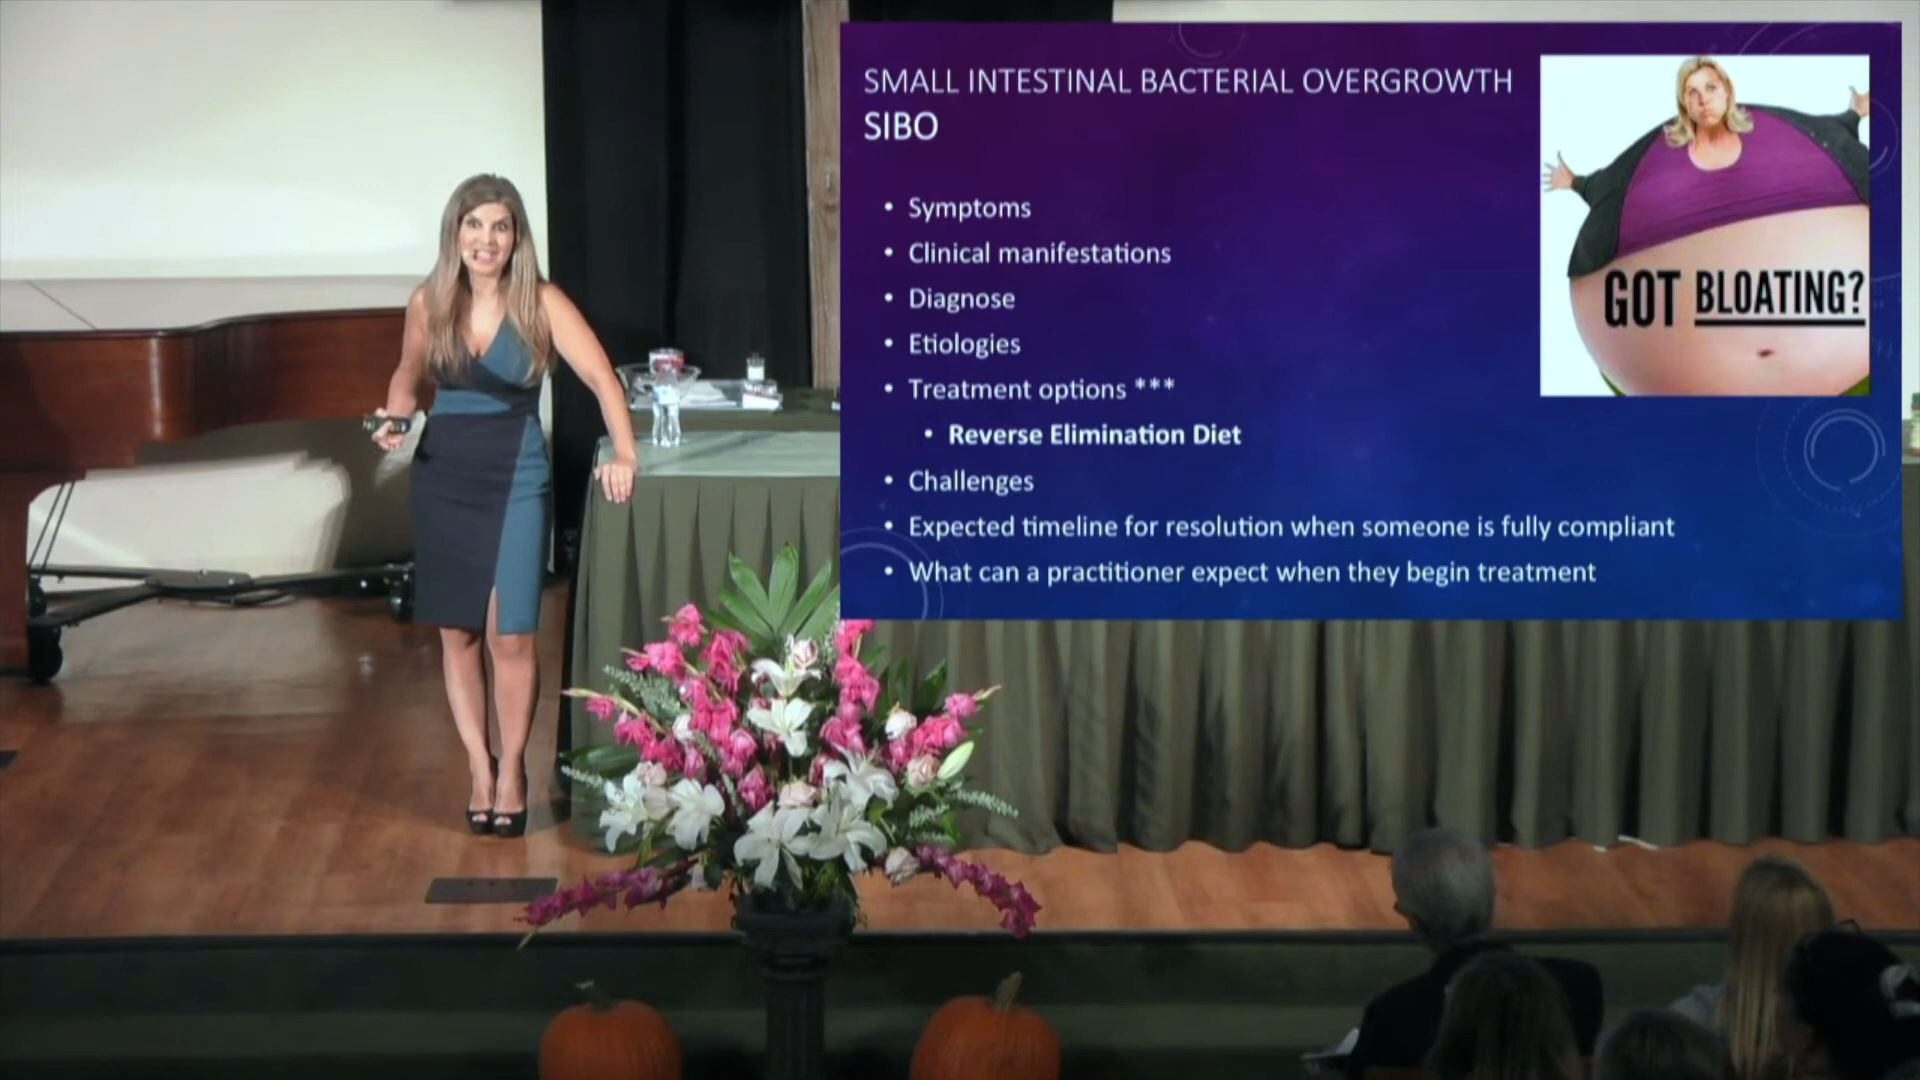 SMALL INTESTINAL BACTERIAL OVERGROWTH
SIBO
• Symptoms
• Clinical manifestations
• Diagnose
• Etiologies
• Treatment options ***
• Reverse Elimination Diet
• Challenges
• Expected timeline for resolution when someone is fully compliant
• What can a practitioner expect when they begin treatment
GOT BLOATING?